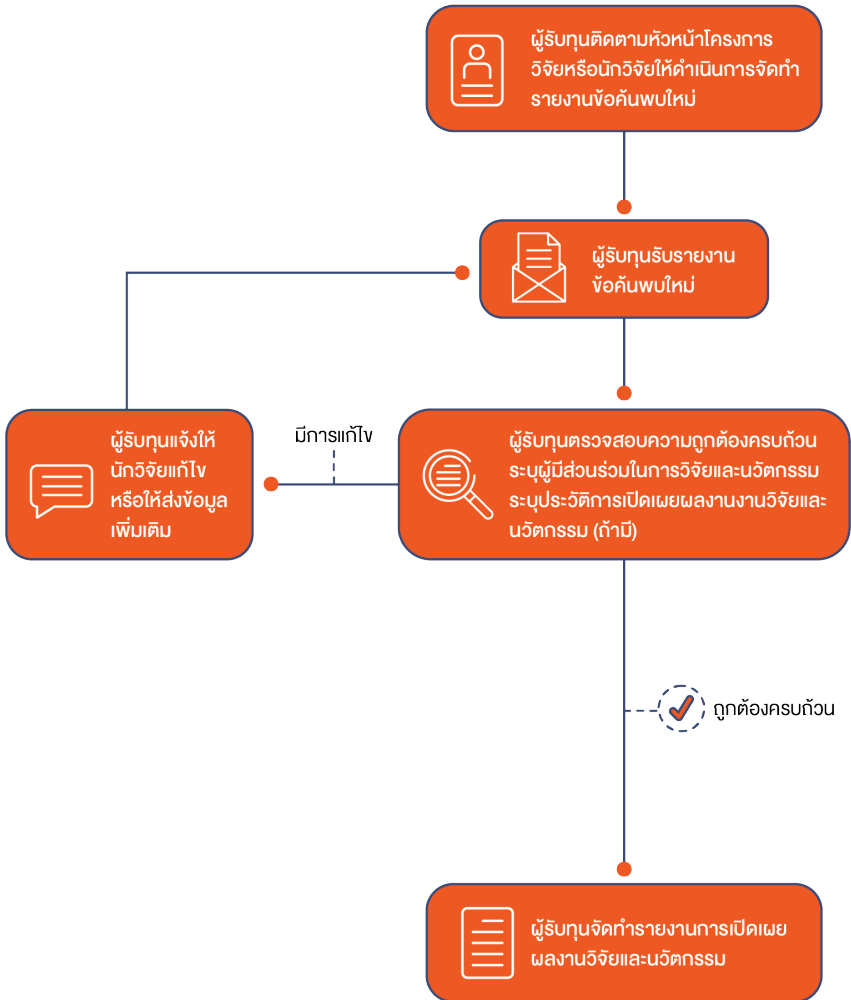 ผู้รับทุนติดตามหัวหน้าโครงการ
วิจัยหรือนักวิจัยให้ดำเนินการจัดทำ
รายงานข้อค้นพบใหม่
ผู้รับทุนรับรายงาน
ข้อค้นพบใหม่
ผู้รับทุนแจ้งให้
นักวิจัยแก้ไข
หรือให้ส่งข้อมูล
เพิ่มเติม
มีการแก้ไข
ผู้รับทุนตรวจสอบความถูกต้องครบถ้วน
ระบุผู้มีส่วนร่วมในการวิจัยและนวัตกรรม
ระบุประวัติการเปิดเผยผลงานงานวิจัยและ
นวัตกรรม (ถ้ามี)
ถูกต้องครบถ้วน
ผู้รับทุนจัดทำรายงานการเปิดเผย
ผลงานวิจัยและนวัตกรรม